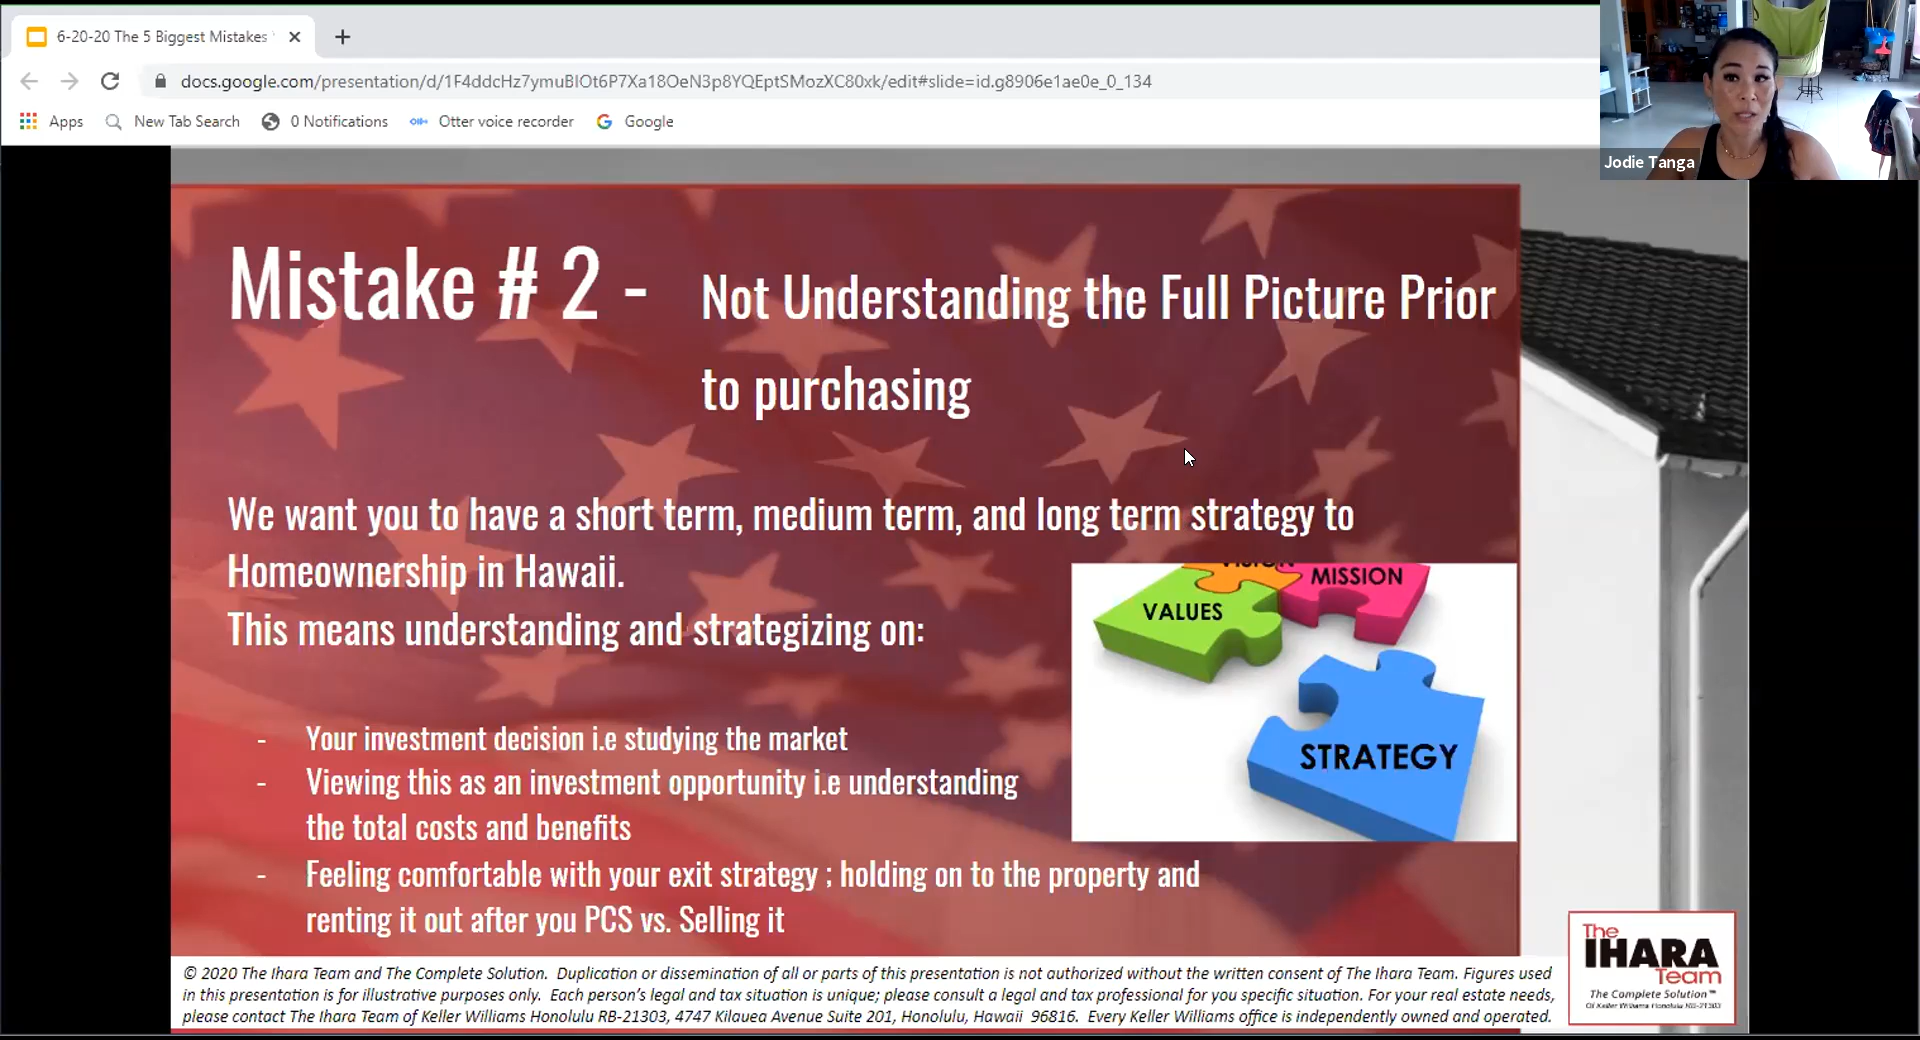 6-20-20 The 5 Biggest Mistakes
docs.google.com/presentation/d/1F4ddcHz7ymuBIOt6P7Xa18OeN3p8YQEptSMozXC80xk/edit#slide=id.g8906e1ae0e_0_134
Apps New Tab Search 0 Notifications Otter voice recorder Google
Jodie Tanga
Mistake # 2 - Not Understanding the Full Picture Prior
to purchasing
We want you to have a short term, medium term, and long term strategy to
Homeownership in Hawaii.
This means understanding and strategizing on:
- Your investment decision i.e studying the market
- Viewing this as an investment opportunity i.e understanding
the total costs and benefits
- Feeling comfortable with your exit strategy ; holding on to the property and
renting it out after you PCS vs. Selling it
VISION
MISSION
VALUES
STRATEGY
© 2020 The Ihara Team and The Complete Solution. Duplication or dissemination of all or parts of this presentation is not authorized without the written consent of The Ihara Team. Figures used
in this presentation is for illustrative purposes only. Each person's legal and tax situation is unique; please consult a legal and tax professional for you specific situation. For your real estate needs,
please contact The Ihara Team of Keller Williams Honolulu RB-21303, 4747 Kilauea Avenue Suite 201, Honolulu, Hawaii 96816. Every Keller Williams office is independently owned and operated.
The
IHARA
Team
The Complete Solution™
Of Keller Williams Honolulu RB-21303